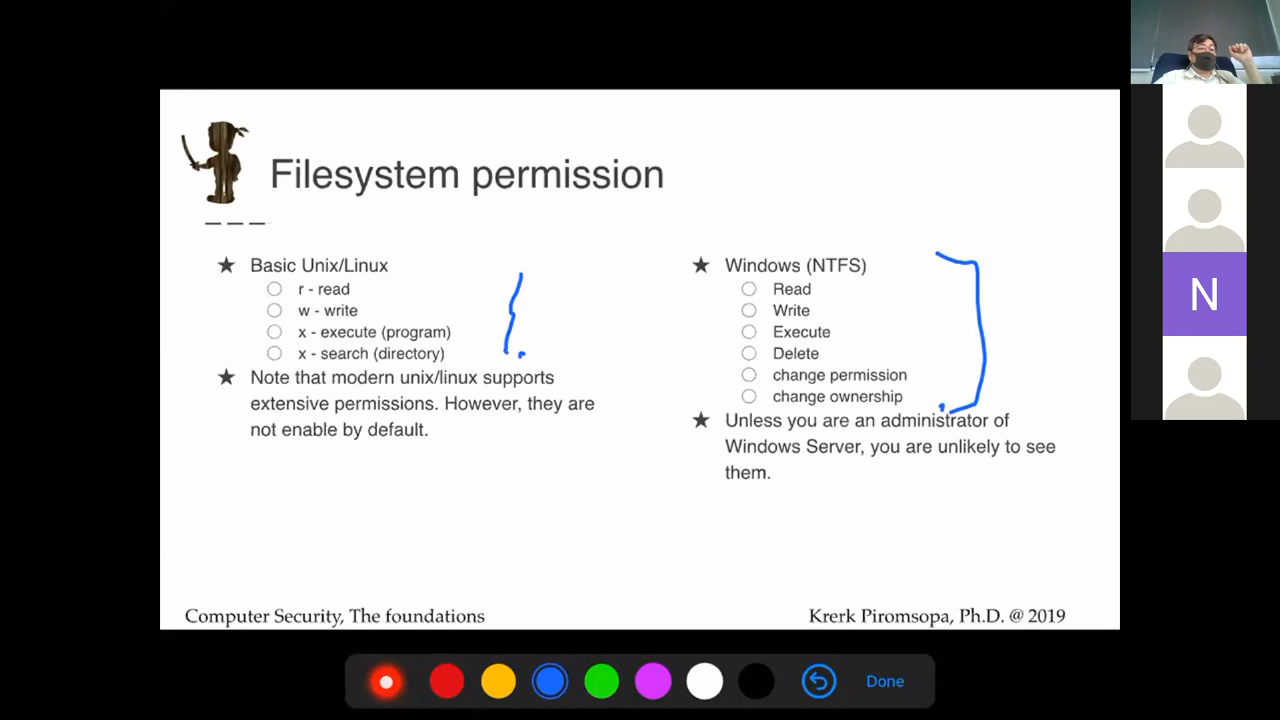 Filesystem permission
★ Basic Unix/Linux
r - read
w - write
x - execute (program)
x - search (directory)
★ Note that modern unix/linux supports
extensive permissions. However, they are
not enable by default.
★ Windows (NTFS)
Read
Write
Execute
Delete
change permission
change ownership
★ Unless you are an administrator of
Windows Server, you are unlikely to see
them.
Computer Security, The foundations
Krerk Piromsopa, Ph.D. @ 2019
N
Done